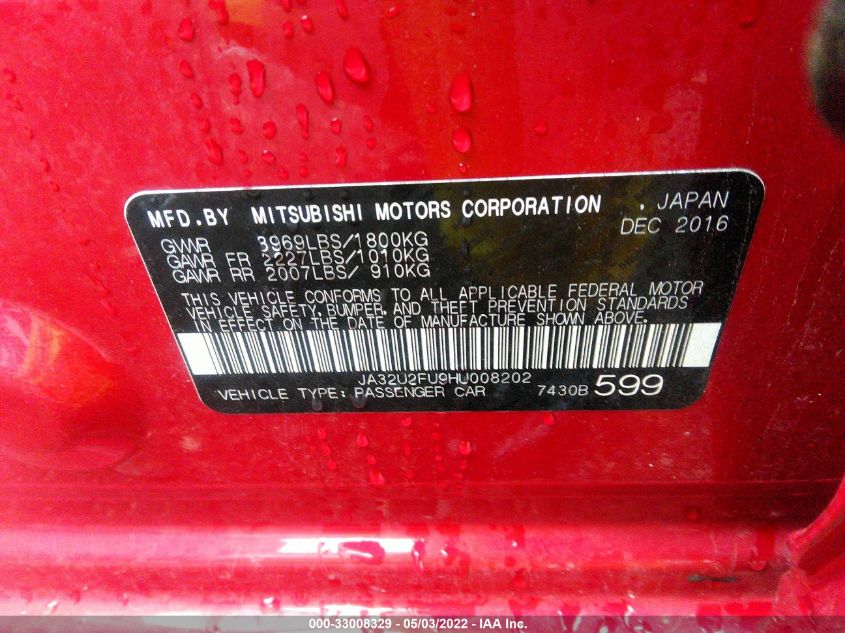 MFD.BY MITSUBISHI MOTORS CORPORATION , JAPAN
DEC 2016
GVWR 3969LBS/1800KG
GAWR FR 2227LBS/1010KG
GAWR RR 2007LBS/ 910KG
THIS VEHICLE CONFORMS TO ALL APPLICABLE FEDERAL MOTOR
VEHICLE SAFETY, BUMPER, AND THEFT PREVENTION STANDARDS
IN EFFECT ON THE DATE OF MANUFACTURE SHOWN ABOVE.
JA32U2FU9HU008202
VEHICLE TYPE: PASSENGER CAR 7430B 599
000-33008329 - 05/03/2022 - IAA Inc.